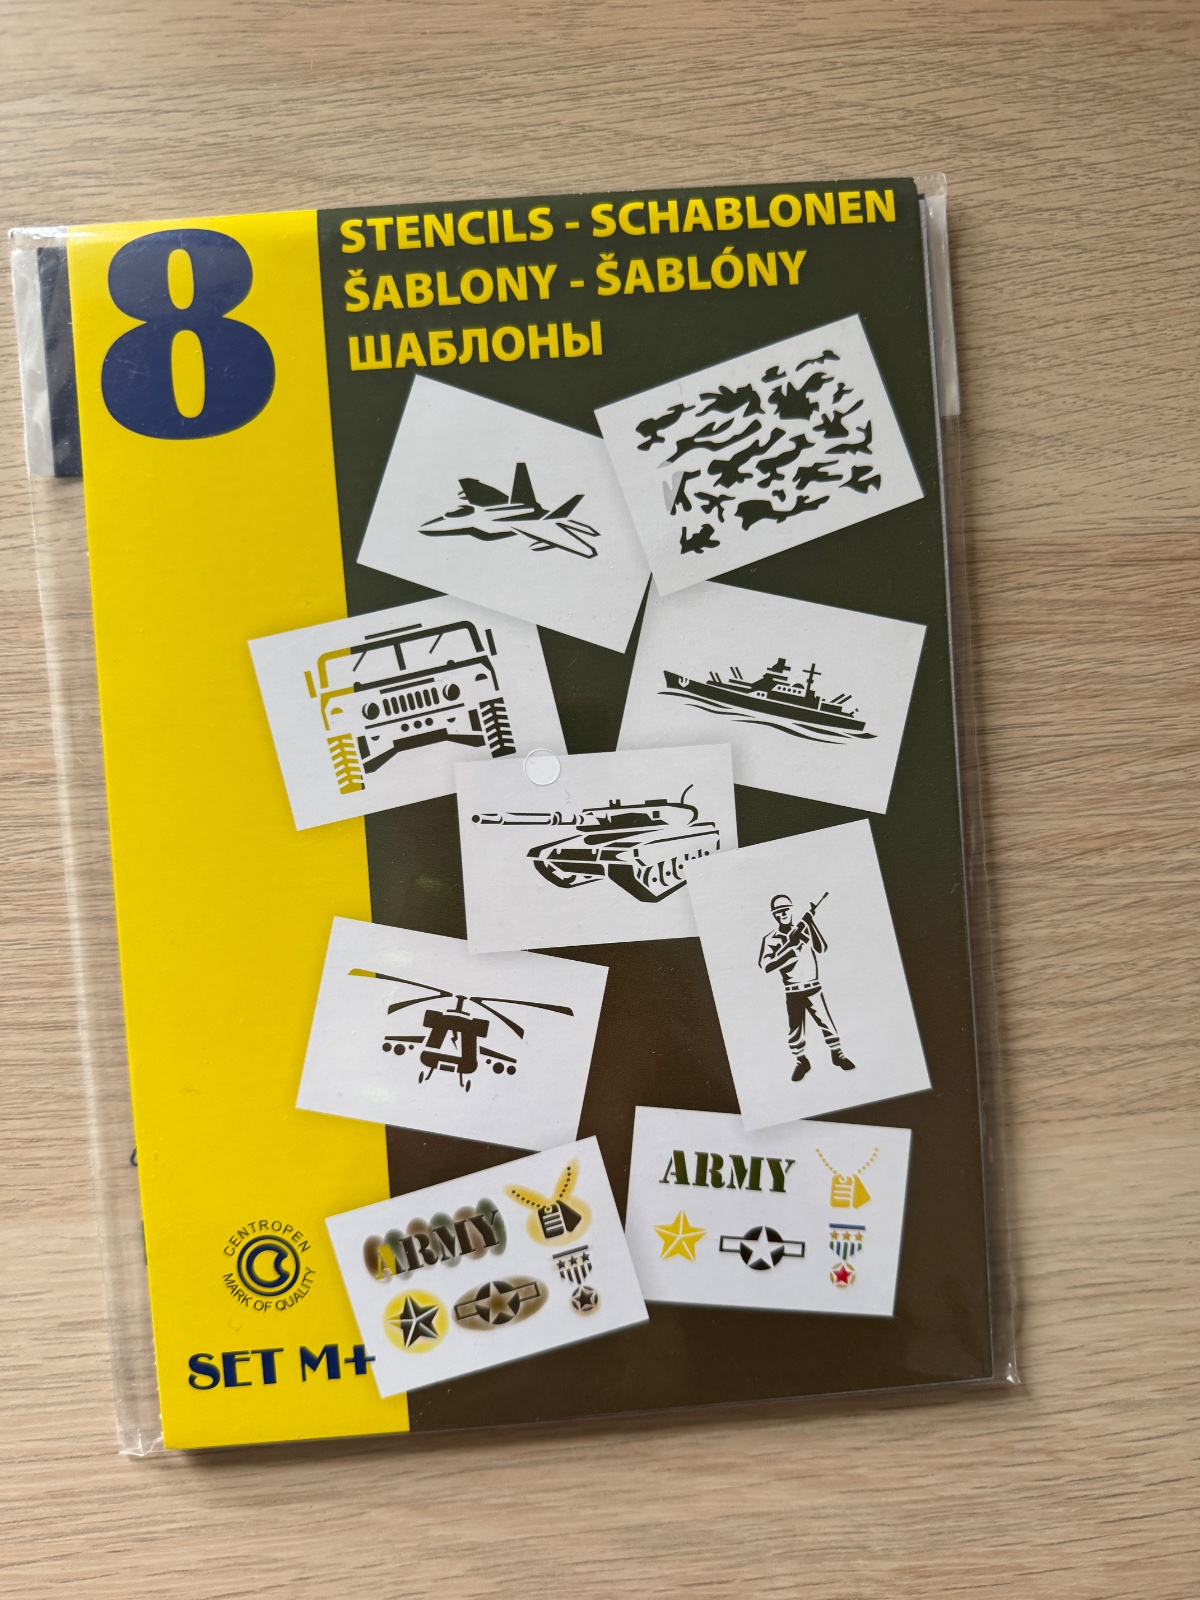 8
STENCILS - SCHABLONEN
ŠABLONY - ŠABLÓNY
ШАБЛОНЫ
ARMY
ARMY
CENTROPEN
MARK OF QUALITY
SET M+